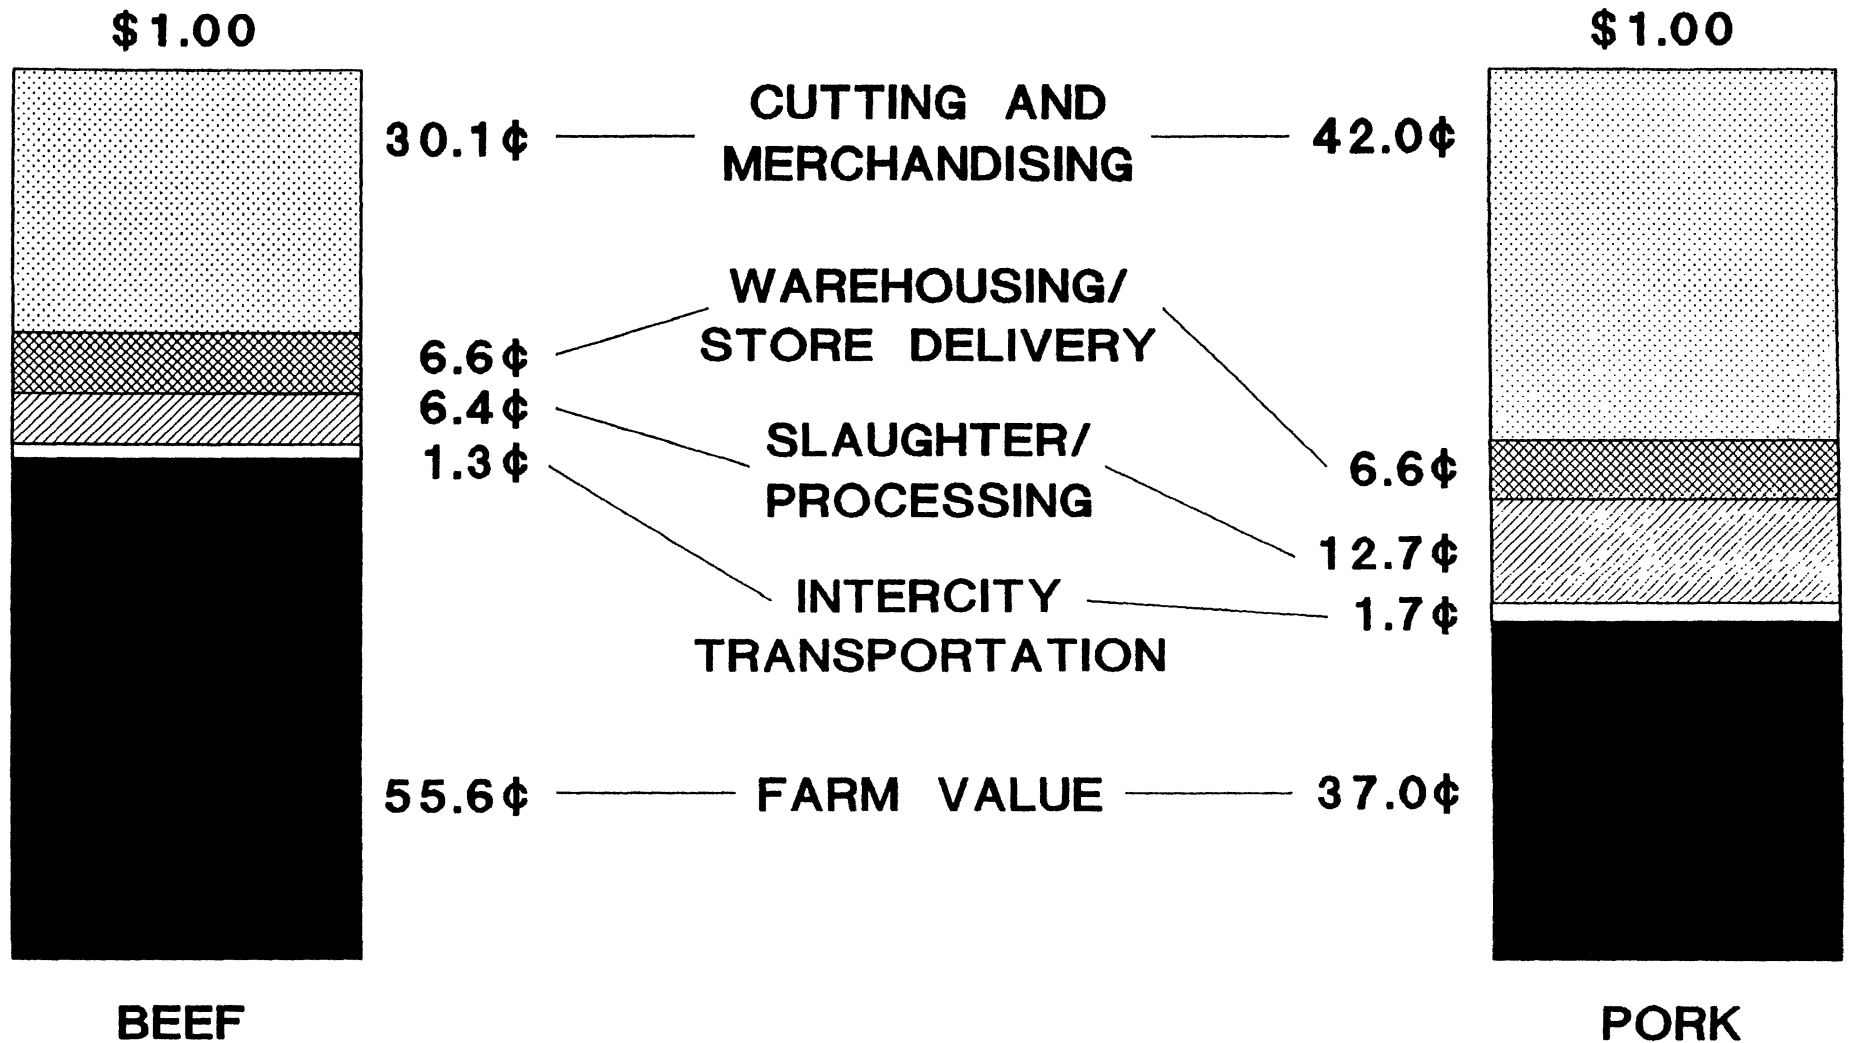 $1.00 $1.00
CUTTING AND
30.1¢ 42.0¢
MERCHANDISING
WAREHOUSING/
STORE DELIVERY
6.6¢
6.4¢
SLAUGHTER/
1.3¢ 6.6¢
PROCESSING
12.7¢
INTERCITY
1.7¢
TRANSPORTATION
55.6¢ FARM VALUE 37.0¢
BEEF PORK